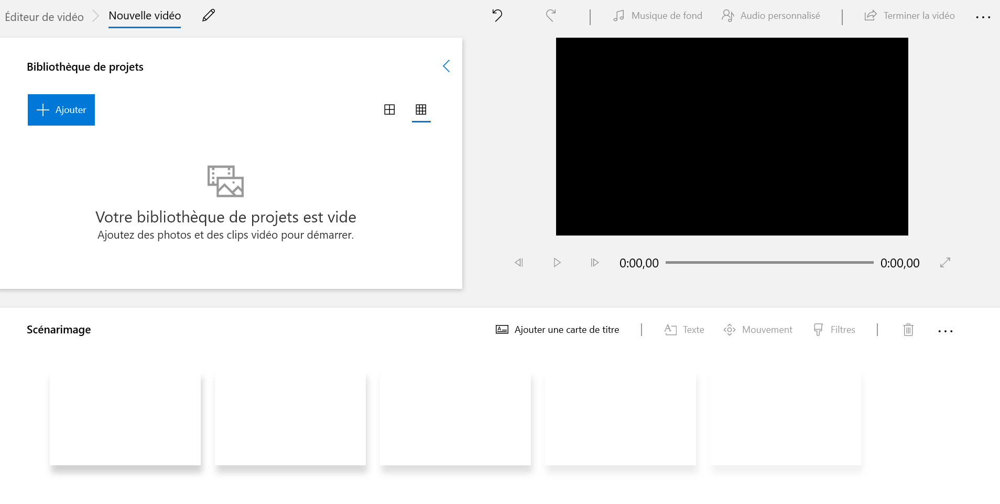 Éditeur de vidéo
Nouvelle vidéo
Musique de fond
Audio personnalisé
Terminer la vidéo
Bibliothèque de projets
Ajouter
Votre bibliothèque de projets est vide
Ajoutez des photos et des clips vidéo pour démarrer.
0:00,00
0:00,00
Scénarimage
Ajouter une carte de titre
Texte
Mouvement
Filtres